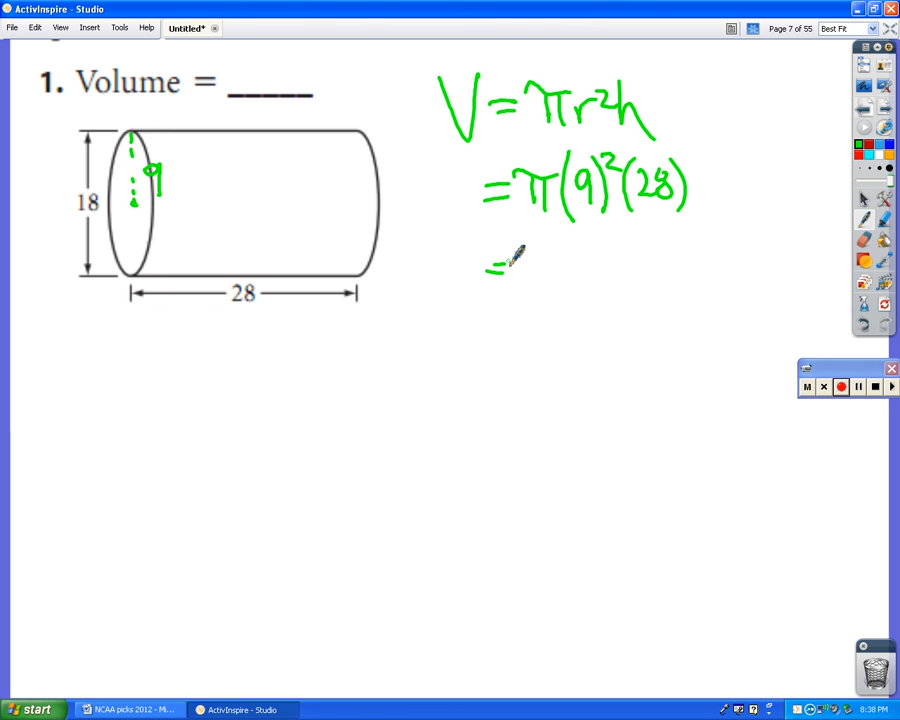 ActivInspire - Studio
File Edit View Insert Tools Help Untitled* Page 7 of 55 Best Fit
1. Volume = _____
V = πr²h
= π(9)²(28)
=
9
18
28
M
start NCAA picks 2012 - Mi... ActivInspire - Studio 8:38 PM